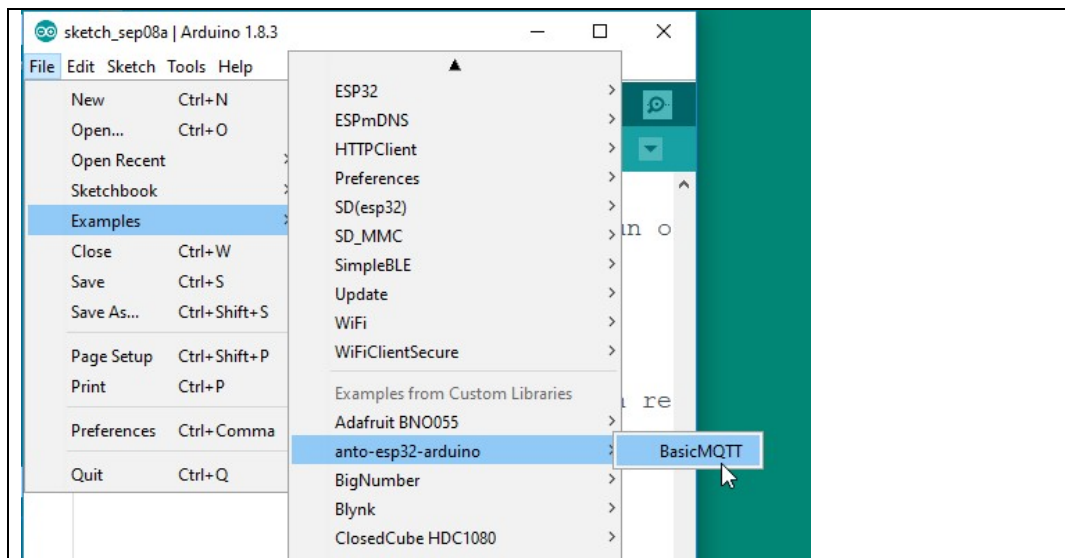 sketch_sep08a | Arduino 1.8.3
File Edit Sketch Tools Help
New Ctrl+N
Open... Ctrl+O
Open Recent
Sketchbook
Examples
Close Ctrl+W
Save Ctrl+S
Save As... Ctrl+Shift+S
Page Setup Ctrl+Shift+P
Print Ctrl+P
Preferences Ctrl+Comma
Quit Ctrl+Q
ESP32
ESPmDNS
HTTPClient
Preferences
SD(esp32)
SD_MMC
SimpleBLE
Update
WiFi
WiFiClientSecure
Examples from Custom Libraries
Adafruit BNO055
anto-esp32-arduino
BigNumber
Blynk
ClosedCube HDC1080
BasicMQTT
in o
re